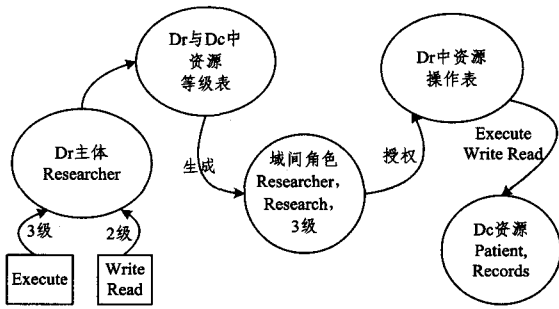 Dr与Dc中
资源
等级表
Dr中资源
操作表
Dr主体
Researcher
生成
域间角色
Researcher,
Research,
3级
授权
Execute
Write Read
Dc资源
Patient,
Records
3级
2级
Execute
Write
Read